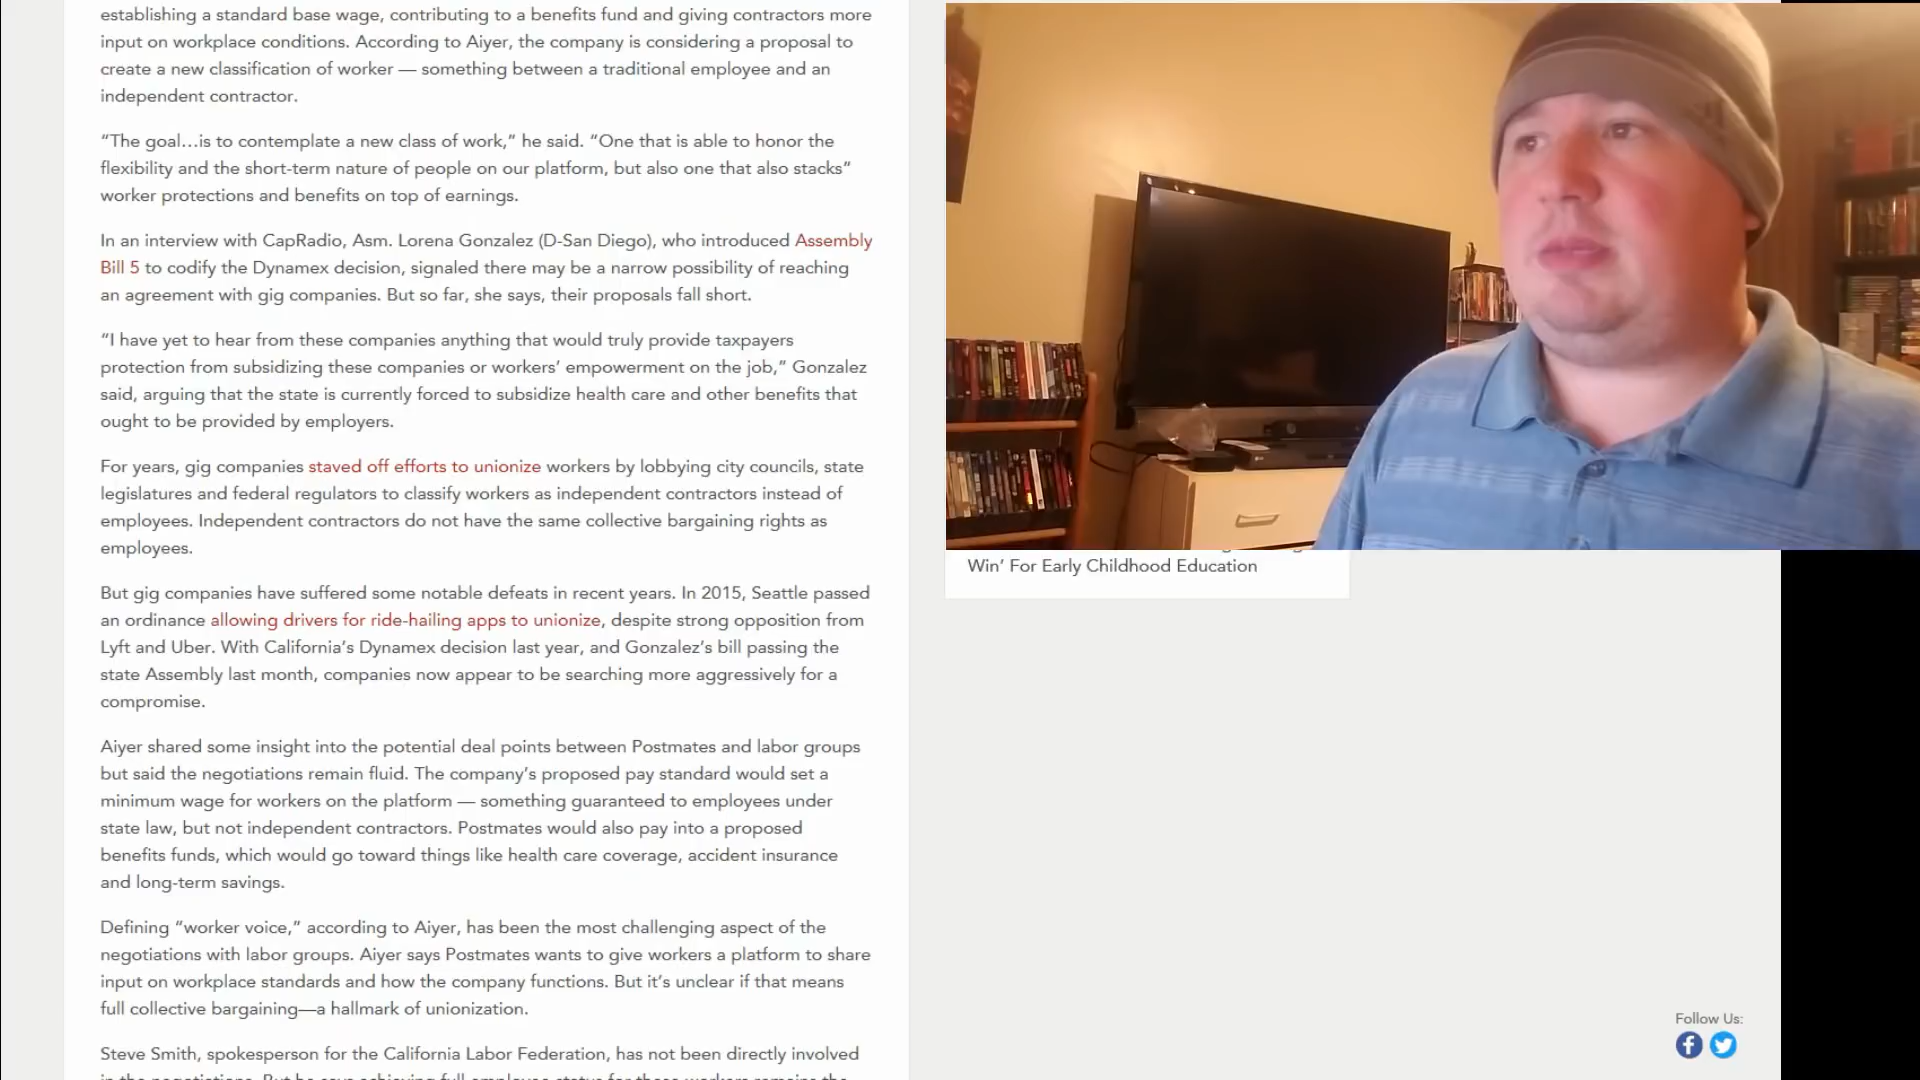 establishing a standard base wage, contributing to a benefits fund and giving contractors more
input on workplace conditions. According to Aiyer, the company is considering a proposal to
create a new classification of worker — something between a traditional employee and an
independent contractor.
“The goal…is to contemplate a new class of work,” he said. “One that is able to honor the
flexibility and the short-term nature of people on our platform, but also one that also stacks”
worker protections and benefits on top of earnings.
In an interview with CapRadio, Asm. Lorena Gonzalez (D-San Diego), who introduced Assembly
Bill 5 to codify the Dynamex decision, signaled there may be a narrow possibility of reaching
an agreement with gig companies. But so far, she says, their proposals fall short.
“I have yet to hear from these companies anything that would truly provide taxpayers
protection from subsidizing these companies or workers’ empowerment on the job,” Gonzalez
said, arguing that the state is currently forced to subsidize health care and other benefits that
ought to be provided by employers.
For years, gig companies staved off efforts to unionize workers by lobbying city councils, state
legislatures and federal regulators to classify workers as independent contractors instead of
employees. Independent contractors do not have the same collective bargaining rights as
employees.
But gig companies have suffered some notable defeats in recent years. In 2015, Seattle passed
an ordinance allowing drivers for ride-hailing apps to unionize, despite strong opposition from
Lyft and Uber. With California’s Dynamex decision last year, and Gonzalez’s bill passing the
state Assembly last month, companies now appear to be searching more aggressively for a
compromise.
Aiyer shared some insight into the potential deal points between Postmates and labor groups
but said the negotiations remain fluid. The company’s proposed pay standard would set a
minimum wage for workers on the platform — something guaranteed to employees under
state law, but not independent contractors. Postmates would also pay into a proposed
benefits funds, which would go toward things like health care coverage, accident insurance
and long-term savings.
Defining “worker voice,” according to Aiyer, has been the most challenging aspect of the
negotiations with labor groups. Aiyer says Postmates wants to give workers a platform to share
input on workplace standards and how the company functions. But it’s unclear if that means
full collective bargaining—a hallmark of unionization.
Steve Smith, spokesperson for the California Labor Federation, has not been directly involved
in the negotiations. But he says achieving full employee status for these workers remains the
Win’ For Early Childhood Education
Follow Us: